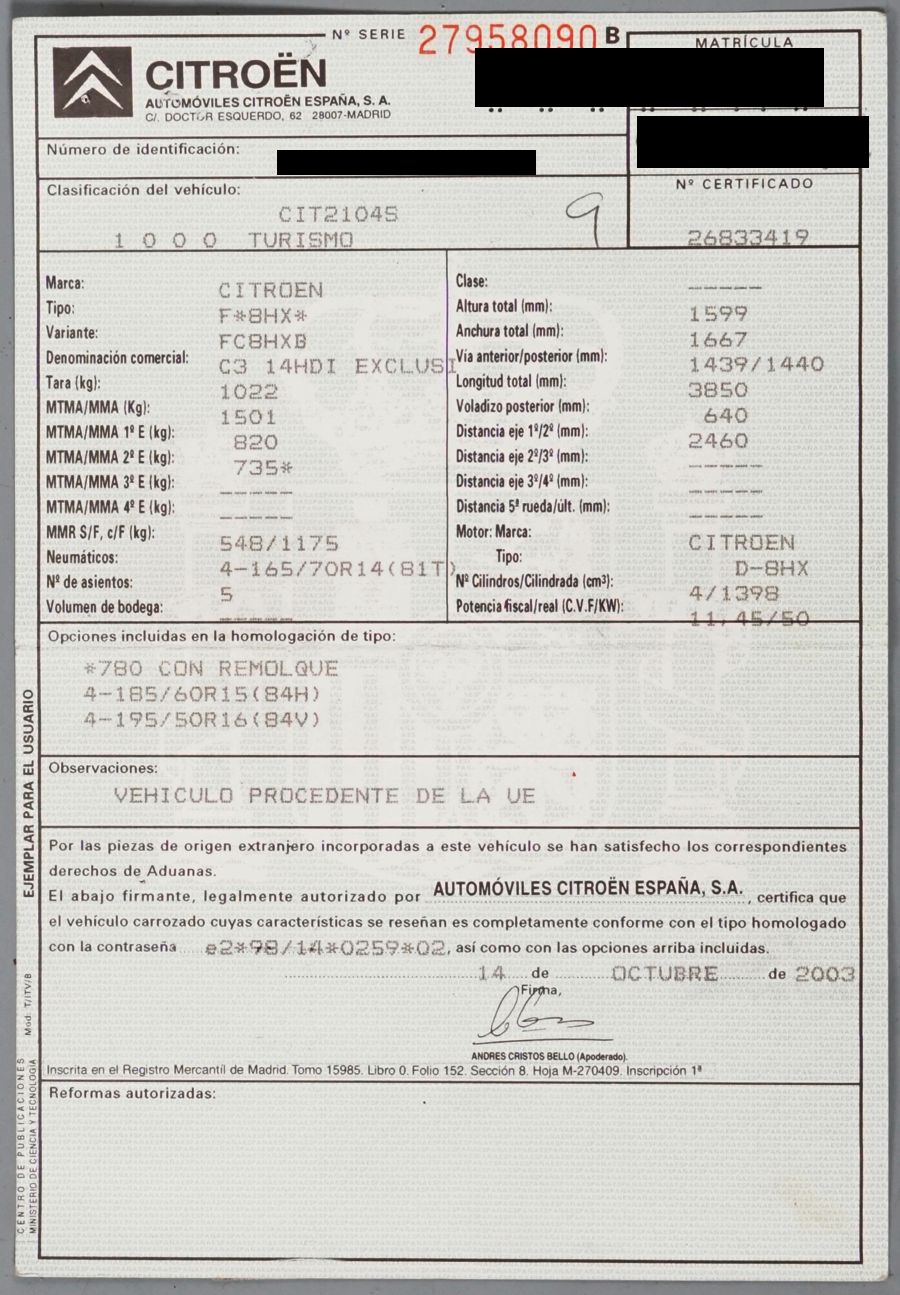 Nº SERIE 27958090 B
MATRÍCULA
CITROËN
AUTOMÓVILES CITROËN ESPAÑA, S. A.
C/. DOCTOR ESQUERDO, 62 28007-MADRID
Número de identificación:
Clasificación del vehículo:
Nº CERTIFICADO
CIT2104S
9
1 0 0 0 TURISMO
26833419
Marca: CITROEN
Tipo: F*8HX*
Variante: FC8HXB
Denominación comercial: C3 14HDI EXCLUSI
Tara (kg): 1022
MTMA/MMA (Kg): 1501
MTMA/MMA 1º E (kg): 820
MTMA/MMA 2º E (kg): 735*
MTMA/MMA 3º E (kg): -----
MTMA/MMA 4º E (kg): -----
MMR S/F, c/F (kg): 548/1175
Neumáticos: 4-165/70R14(81T)
Nº de asientos: 5
Volumen de bodega: -----
Clase: -----
Altura total (mm): 1599
Anchura total (mm): 1667
Via anterior/posterior (mm): 1439/1440
Longitud total (mm): 3850
Voladizo posterior (mm): 640
Distancia eje 1º/2º (mm): 2460
Distancia eje 2º/3º (mm): -----
Distancia eje 3º/4º (mm): -----
Distancia 5ª rueda/últ. (mm): -----
Motor: Marca: CITROEN
Tipo: D-8HX
Nº Cilindros/Cilindrada (cm³): 4/1398
Potencia fiscal/real (C.V.F/KW): 11,45/50
Opciones incluidas en la homologación de tipo:
*780 CON REMOLQUE
4-185/60R15(84H)
4-195/50R16(84V)
Observaciones:
VEHICULO PROCEDENTE DE LA UE
Por las piezas de origen extranjero incorporadas a este vehículo se han satisfecho los correspondientes
derechos de Aduanas.
El abajo firmante, legalmente autorizado por AUTOMÓVILES CITROËN ESPAÑA, S.A., certifica que
el vehículo carrozado cuyas características se reseñan es completamente conforme con el tipo homologado
con la contraseña e2*98/14*0259*02, así como con las opciones arriba incluidas.
14 de OCTUBRE de 2003
Firma,
ANDRES CRISTOS BELLO (Apoderado).
Inscrita en el Registro Mercantíl de Madrid. Tomo 15985. Libro 0. Folio 152. Sección 8. Hoja M-270409. Inscripción 1ª
Reformas autorizadas:
EJEMPLAR PARA EL USUARIO
Mod. T/ITV/B
CENTRO DE PUBLICACIONES
MINISTERIO DE CIENCIA Y TECNOLOGÍA